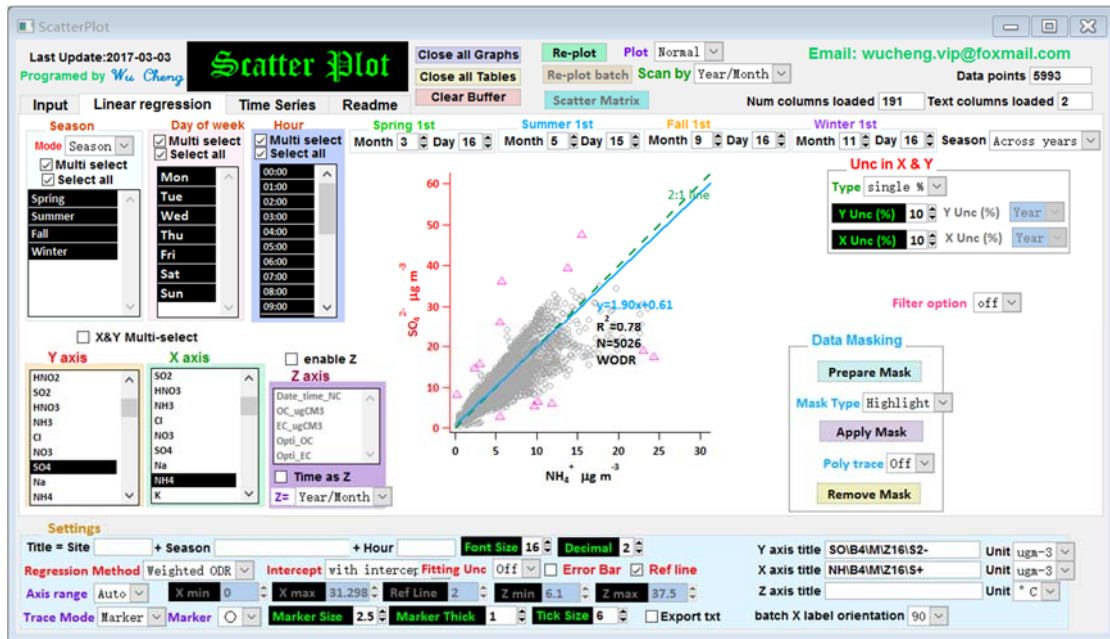 ScatterPlot
Last Update:2017-03-03
Programed by Wu Cheng
Scatter Plot
Close all Graphs
Close all Tables
Clear Buffer
Re-plot
Re-plot batch
Scatter Matrix
Plot Normal
Scan by Year/Month
Email: wucheng.vip@foxmail.com
Data points 5993
Num columns loaded 191 Text columns loaded 2
Input Linear regression Time Series Readme
Season
Mode Season
Multi select
Select all
Spring
Summer
Fall
Winter
Day of week
Multi select
Select all
Mon
Tue
Wed
Thu
Fri
Sat
Sun
Hour
Multi select
Select all
00:00
01:00
02:00
03:00
04:00
05:00
06:00
07:00
08:00
09:00
Spring 1st
Month 3 Day 16
Summer 1st
Month 5 Day 15
Fall 1st
Month 9 Day 16
Winter 1st
Month 11 Day 16
Season Across years
60
50
40
30
20
10
0
SO4 2- µg m -3
2:1 line
y=1.90x+0.61
R2=0.78
N=5026
WODR
0 5 10 15 20 25 30
NH4+ µg m-3
Unc in X & Y
Type single %
Y Unc (%) 10 Y Unc (%) Year
X Unc (%) 10 X Unc (%) Year
Filter option off
Data Masking
Prepare Mask
Mask Type Highlight
Apply Mask
Poly trace Off
Remove Mask
X&Y Multi-select
Y axis
HNO2
SO2
HNO3
NH3
Cl
NO3
SO4
Na
NH4
X axis
SO2
HNO3
NH3
Cl
NO3
SO4
Na
NH4
K
enable Z
Z axis
Date_time_NC
OC_ugCM3
EC_ugCM3
Opti_OC
Opti_EC
Time as Z
Z= Year/Month
Settings
Title = Site + Season + Hour Font Size 16 Decimal 2
Regression Method Weighted ODR Intercept with intercep Fitting Unc Off Error Bar Ref line
Axis range Auto X min 0 X max 31.298 Ref Line 2 Z min 6.1 Z max 37.5
Trace Mode Marker Marker Marker Size 2.5 Marker Thick 1 Tick Size 6 Export txt
Y axis title SO\B4\M\Z16\S2- Unit ugm-3
X axis title NH\B4\M\Z16\S+ Unit ugm-3
Z axis title Unit ° C
batch X label orientation 90